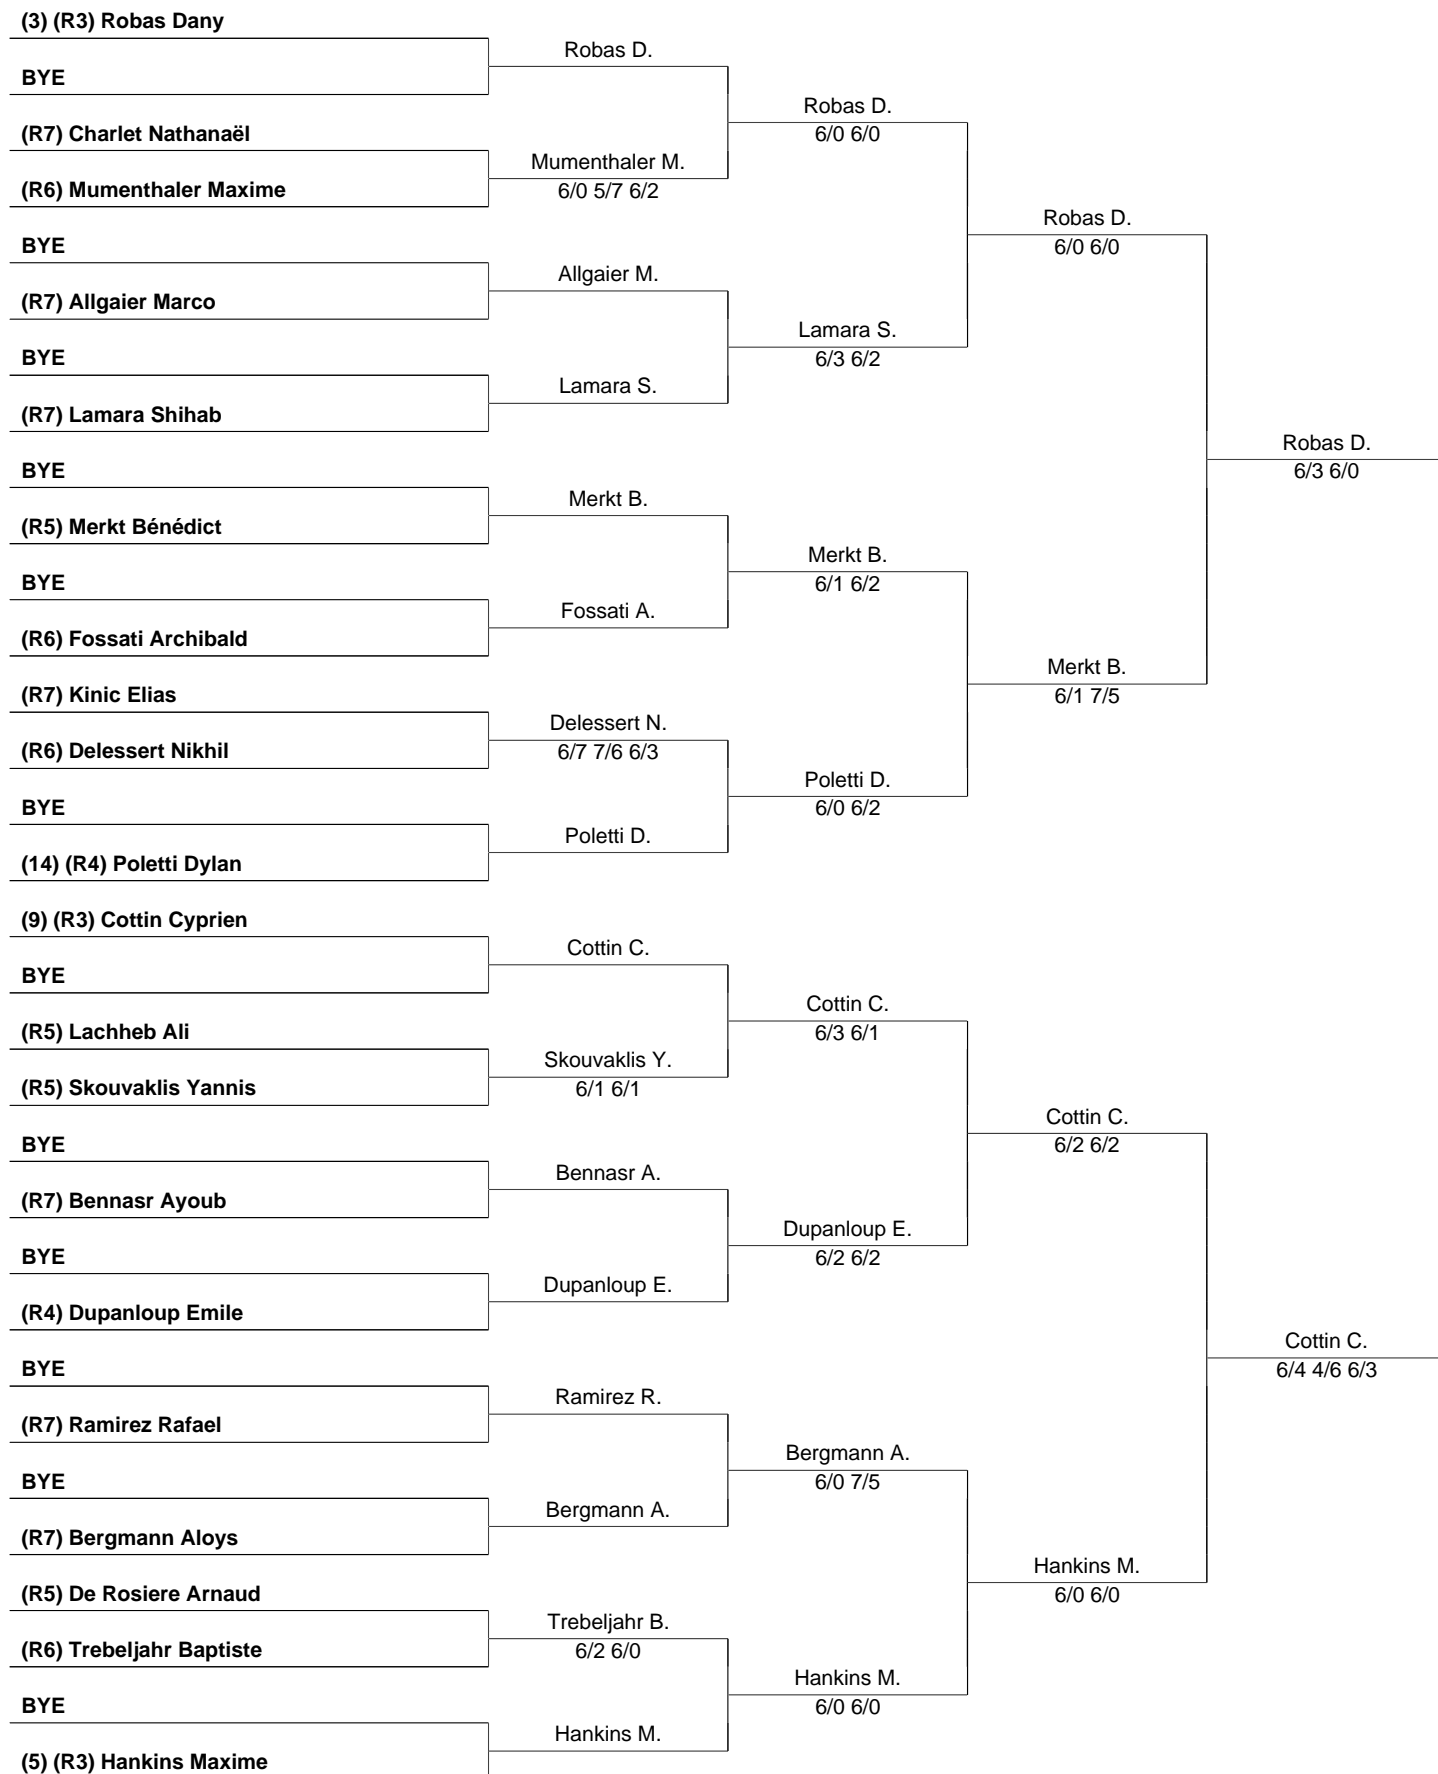 (3) (R3) Robas Dany
Robas D.
BYE
Robas D.
6/0 6/0
(R7) Charlet Nathanaël
Mumenthaler M.
6/0 5/7 6/2
(R6) Mumenthaler Maxime
Robas D.
6/0 6/0
BYE
Allgaier M.
(R7) Allgaier Marco
Lamara S.
6/3 6/2
BYE
Lamara S.
(R7) Lamara Shihab
Robas D.
6/3 6/0
BYE
Merkt B.
(R5) Merkt Bénédict
Merkt B.
6/1 6/2
BYE
Fossati A.
(R6) Fossati Archibald
Merkt B.
6/1 7/5
(R7) Kinic Elias
Delessert N.
6/7 7/6 6/3
(R6) Delessert Nikhil
Poletti D.
6/0 6/2
BYE
Poletti D.
(14) (R4) Poletti Dylan
(9) (R3) Cottin Cyprien
Cottin C.
BYE
Cottin C.
6/3 6/1
(R5) Lachheb Ali
Skouvaklis Y.
6/1 6/1
(R5) Skouvaklis Yannis
Cottin C.
6/2 6/2
BYE
Bennasr A.
(R7) Bennasr Ayoub
Dupanloup E.
6/2 6/2
BYE
Dupanloup E.
(R4) Dupanloup Emile
Cottin C.
6/4 4/6 6/3
BYE
Ramirez R.
(R7) Ramirez Rafael
Bergmann A.
6/0 7/5
BYE
Bergmann A.
(R7) Bergmann Aloys
Hankins M.
6/0 6/0
(R5) De Rosiere Arnaud
Trebeljahr B.
6/2 6/0
(R6) Trebeljahr Baptiste
Hankins M.
6/0 6/0
BYE
Hankins M.
(5) (R3) Hankins Maxime